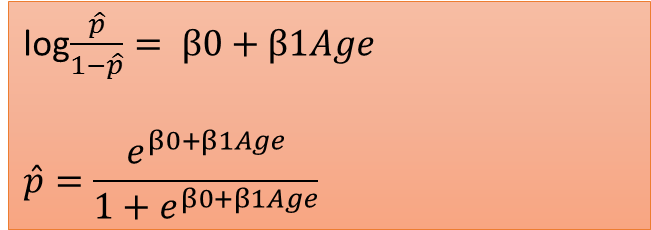 log p̂/(1−p̂) = β0 + β1Age
p̂ = e^(β0+β1Age)/(1 + e^(β0+β1Age))